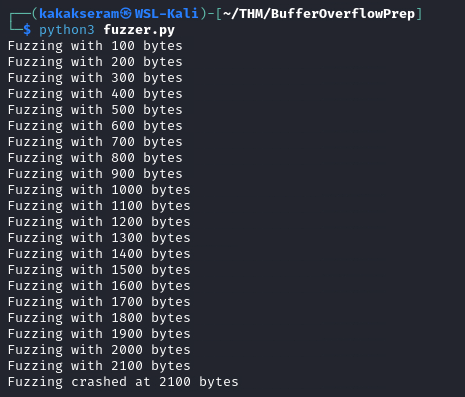 ┌──(kakakseram㉿WSL-Kali)-[~/THM/BufferOverflowPrep]
└─$ python3 fuzzer.py
Fuzzing with 100 bytes
Fuzzing with 200 bytes
Fuzzing with 300 bytes
Fuzzing with 400 bytes
Fuzzing with 500 bytes
Fuzzing with 600 bytes
Fuzzing with 700 bytes
Fuzzing with 800 bytes
Fuzzing with 900 bytes
Fuzzing with 1000 bytes
Fuzzing with 1100 bytes
Fuzzing with 1200 bytes
Fuzzing with 1300 bytes
Fuzzing with 1400 bytes
Fuzzing with 1500 bytes
Fuzzing with 1600 bytes
Fuzzing with 1700 bytes
Fuzzing with 1800 bytes
Fuzzing with 1900 bytes
Fuzzing with 2000 bytes
Fuzzing with 2100 bytes
Fuzzing crashed at 2100 bytes